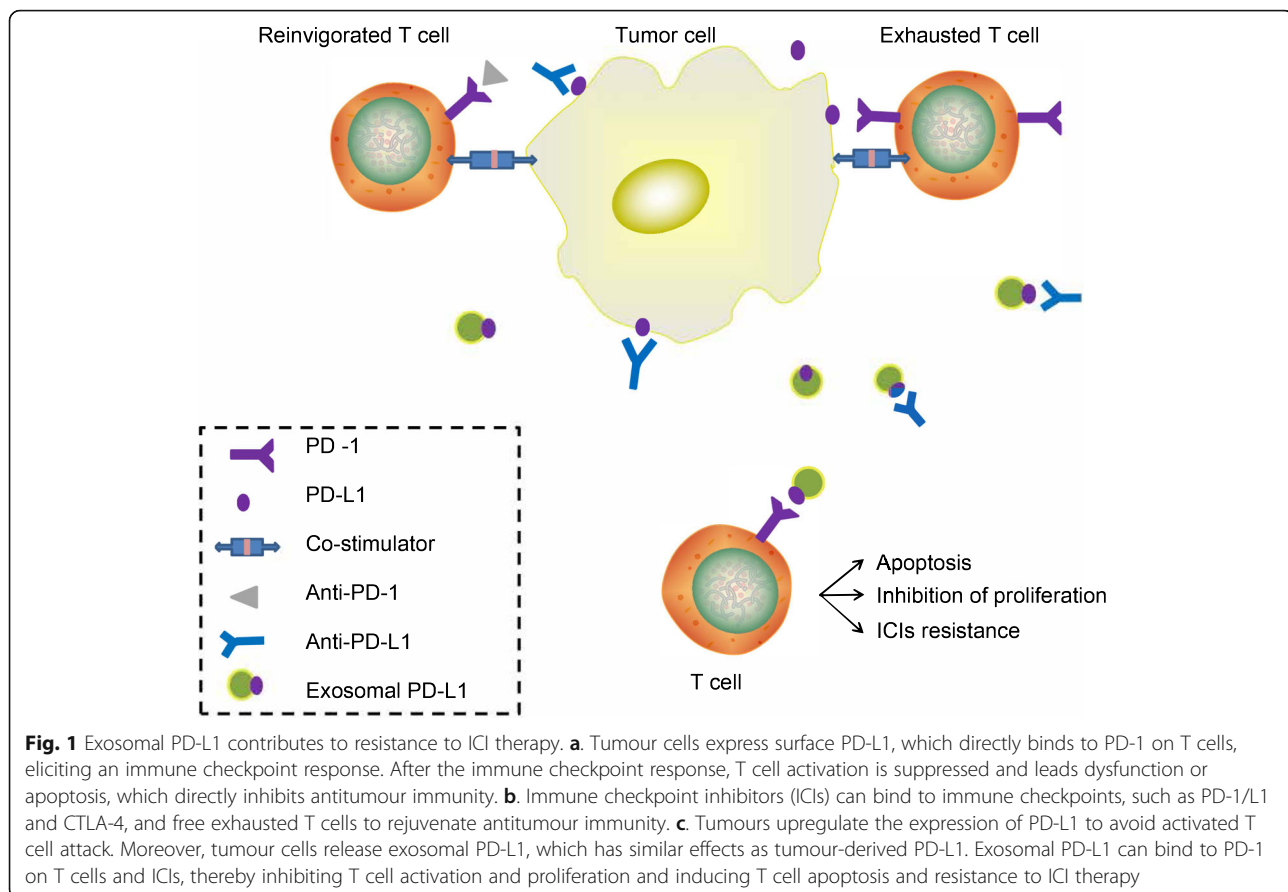 Reinvigorated T cell
Tumor cell
Exhausted T cell
PD -1
PD-L1
Co-stimulator
Anti-PD-1
Anti-PD-L1
Exosomal PD-L1
Apoptosis
Inhibition of proliferation
ICIs resistance
T cell
Fig. 1 Exosomal PD-L1 contributes to resistance to ICI therapy. a. Tumour cells express surface PD-L1, which directly binds to PD-1 on T cells,
eliciting an immune checkpoint response. After the immune checkpoint response, T cell activation is suppressed and leads dysfunction or
apoptosis, which directly inhibits antitumour immunity. b. Immune checkpoint inhibitors (ICIs) can bind to immune checkpoints, such as PD-1/L1
and CTLA-4, and free exhausted T cells to rejuvenate antitumour immunity. c. Tumours upregulate the expression of PD-L1 to avoid activated T
cell attack. Moreover, tumour cells release exosomal PD-L1, which has similar effects as tumour-derived PD-L1. Exosomal PD-L1 can bind to PD-1
on T cells and ICIs, thereby inhibiting T cell activation and proliferation and inducing T cell apoptosis and resistance to ICI therapy